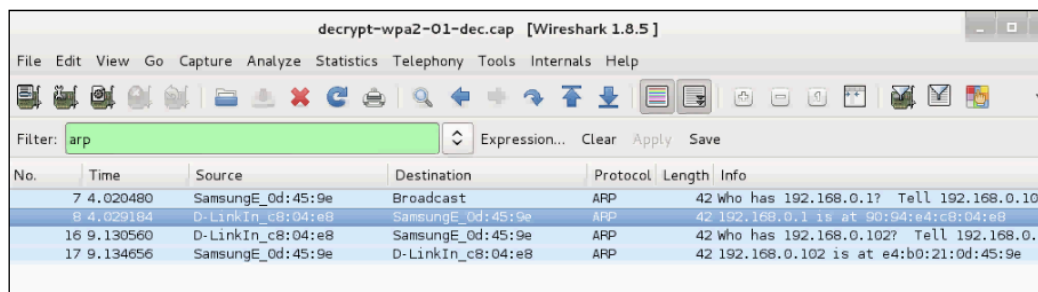 decrypt-wpa2-01-dec.cap [Wireshark 1.8.5 ]
File Edit View Go Capture Analyze Statistics Telephony Tools Internals Help
Filter: arp Expression... Clear Apply Save
No. Time Source Destination Protocol Length Info
7 4.020480 SamsungE_0d:45:9e Broadcast ARP 42 Who has 192.168.0.1? Tell 192.168.0.10
8 4.029184 D-LinkIn_c8:04:e8 SamsungE_0d:45:9e ARP 42 192.168.0.1 is at 90:94:e4:c8:04:e8
16 9.130560 D-LinkIn_c8:04:e8 SamsungE_0d:45:9e ARP 42 Who has 192.168.0.102? Tell 192.168.0.
17 9.134656 SamsungE_0d:45:9e D-LinkIn_c8:04:e8 ARP 42 192.168.0.102 is at e4:b0:21:0d:45:9e